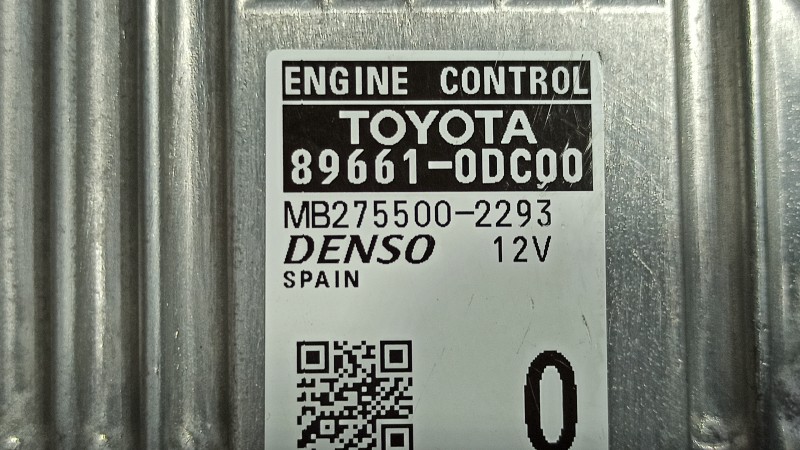 ENGINE CONTROL
TOYOTA
89661-0DC00
MB275500-2293
DENSO 12V
SPAIN
0